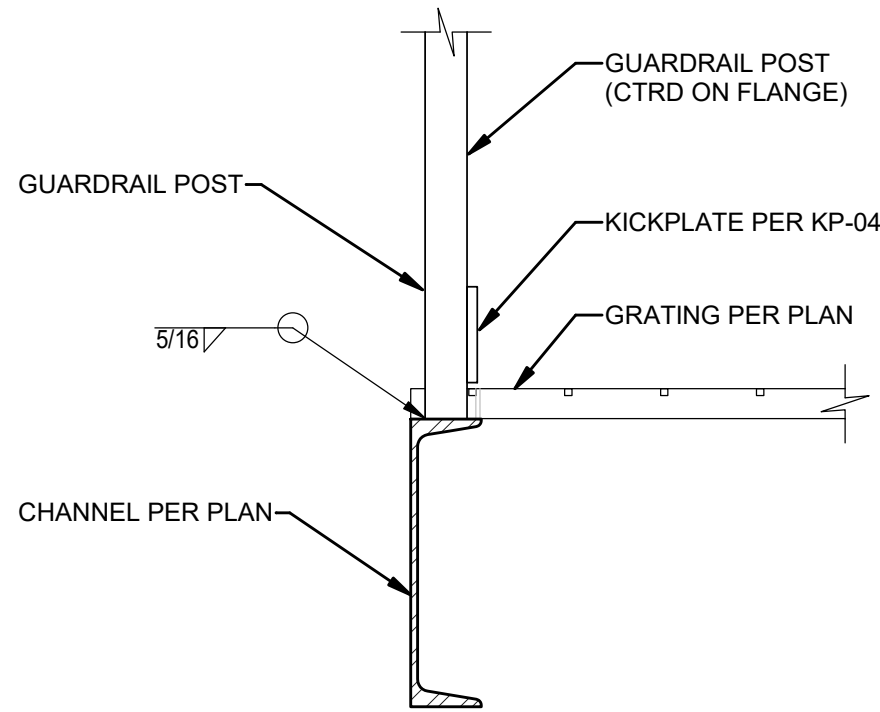 GUARDRAIL POST
(CTRD ON FLANGE)
GUARDRAIL POST
KICKPLATE PER KP-04
GRATING PER PLAN
5/16
CHANNEL PER PLAN